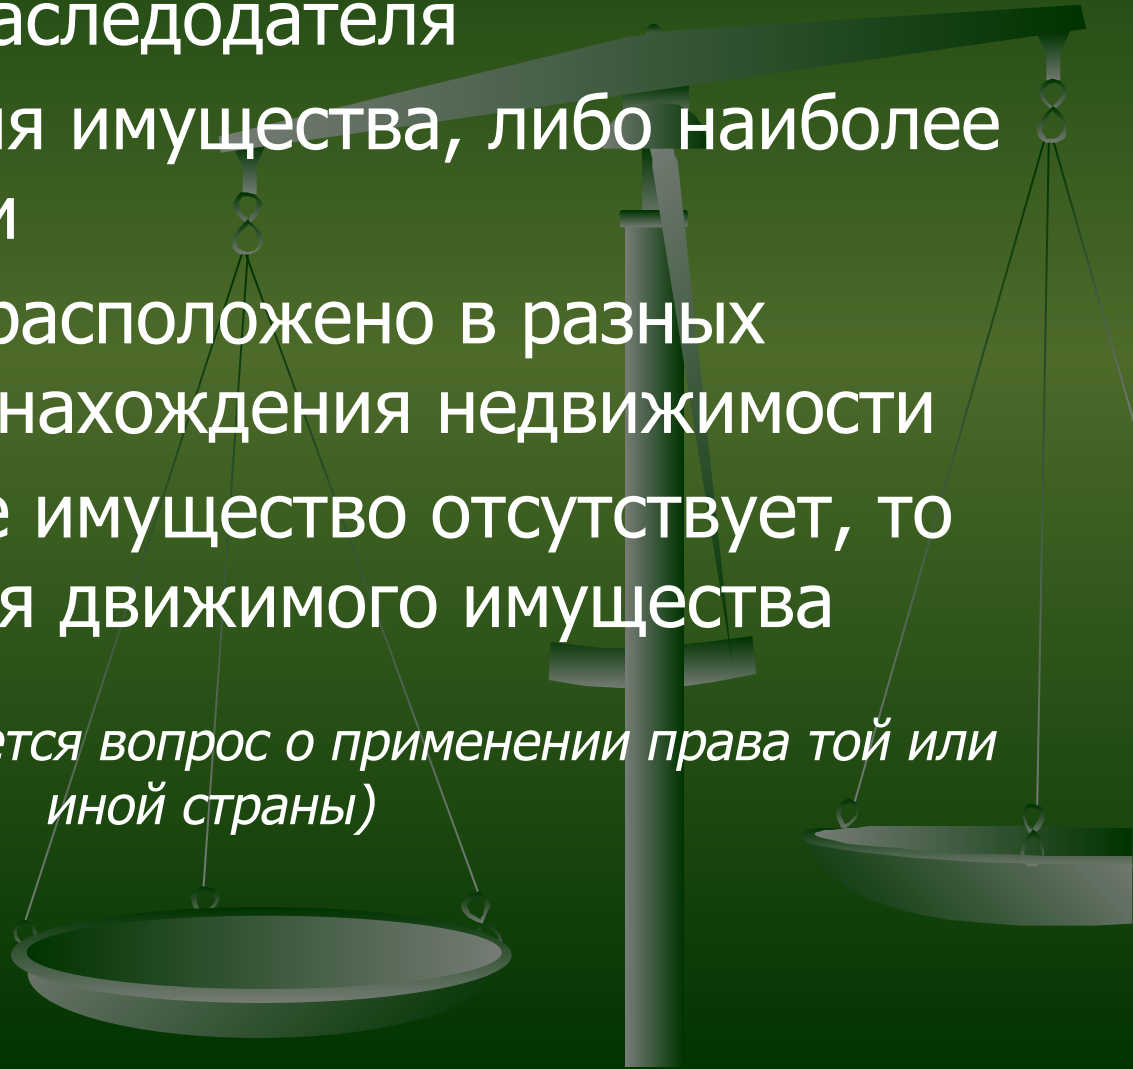 аследодателя
ия имущества, либо наиболее
и
расположено в разных
нахождения недвижимости
е имущество отсутствует, то
я движимого имущества
ется вопрос о применении права той или
иной страны)